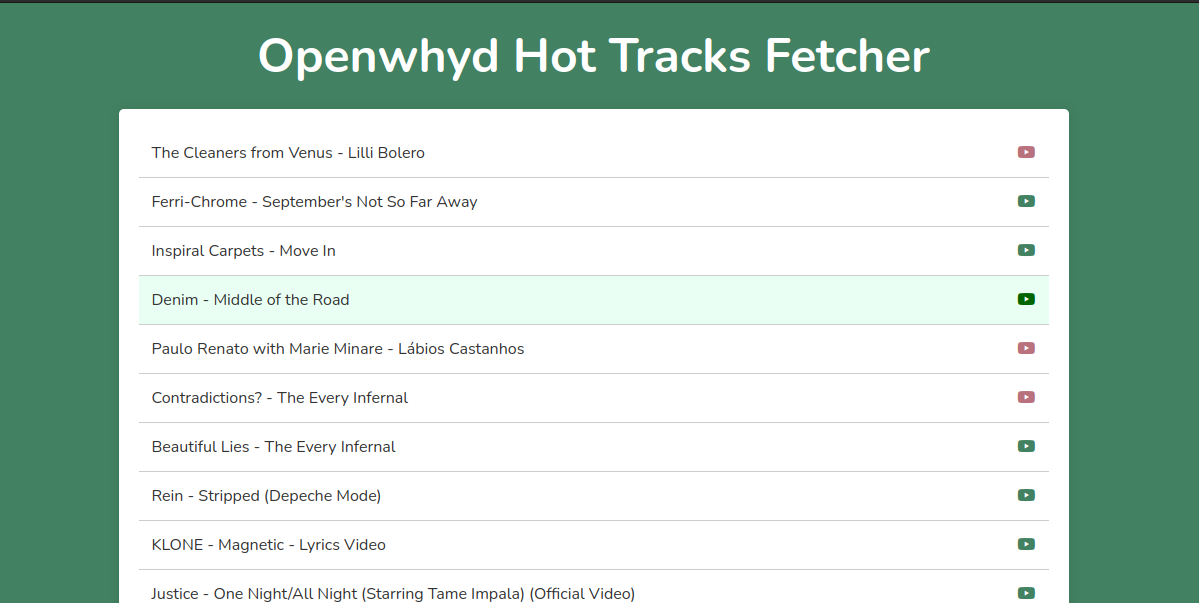 Openwhyd Hot Tracks Fetcher
The Cleaners from Venus - Lilli Bolero
Ferri-Chrome - September's Not So Far Away
Inspiral Carpets - Move In
Denim - Middle of the Road
Paulo Renato with Marie Minare - Lábios Castanhos
Contradictions? - The Every Infernal
Beautiful Lies - The Every Infernal
Rein - Stripped (Depeche Mode)
KLONE - Magnetic - Lyrics Video
Justice - One Night/All Night (Starring Tame Impala) (Official Video)